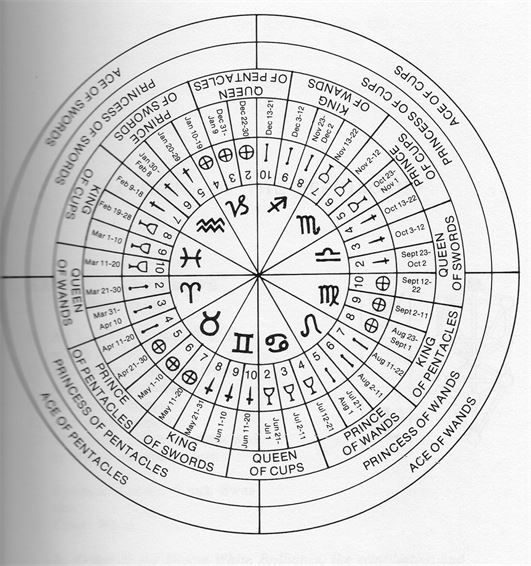 ACE OF CUPS
ACE OF WANDS
ACE OF PENTACLES
ACE OF SWORDS
PRINCESS OF CUPS
PRINCESS OF WANDS
PRINCESS OF PENTACLES
PRINCESS OF SWORDS
QUEEN
OF PENTACLES
KING
OF WANDS
PRINCE
OF CUPS
QUEEN
OF SWORDS
KING
OF PENTACLES
PRINCE
OF WANDS
QUEEN
OF CUPS
KING
OF SWORDS
PRINCE
OF PENTACLES
QUEEN
OF WANDS
KING
OF CUPS
PRINCE
OF SWORDS
Dec 13-21
Dec 3-12
Nov 23-
Dec 2
Nov 13-22
Nov 2-12
Oct 23-
Nov 1
Oct 13-22
Oct 3-12
Sept 23-
Oct 2
Sept 12-
22
Sept 2-11
Aug 23-
Sept 1
Aug 11-22
Aug 2-11
Jul 21-
Aug 1
Jul 12-21
Jul 2-11
Jun 21-
Jul 1
Jun 11-20
Jun 1-10
May 21-31
May 11-20
May 1-10
Apr 21-30
Apr 11-20
Mar 31-
Apr 10
Mar 21-30
Mar 11-20
Mar 1-10
Feb 19-28
Feb 9-18
Jan 30-
Feb 8
Jan 20-29
Jan 10-19
Dec 31-
Jan 9
Dec 22-30
10
9
8
7
6
5
4
3
2
10
9
8
7
6
5
4
3
2
10
9
8
7
6
5
4
3
2
10
9
8
7
6
5
4
3
2
♐
♏
♎
♍
♌
♋
♊
♉
♈
♓
♒
♑